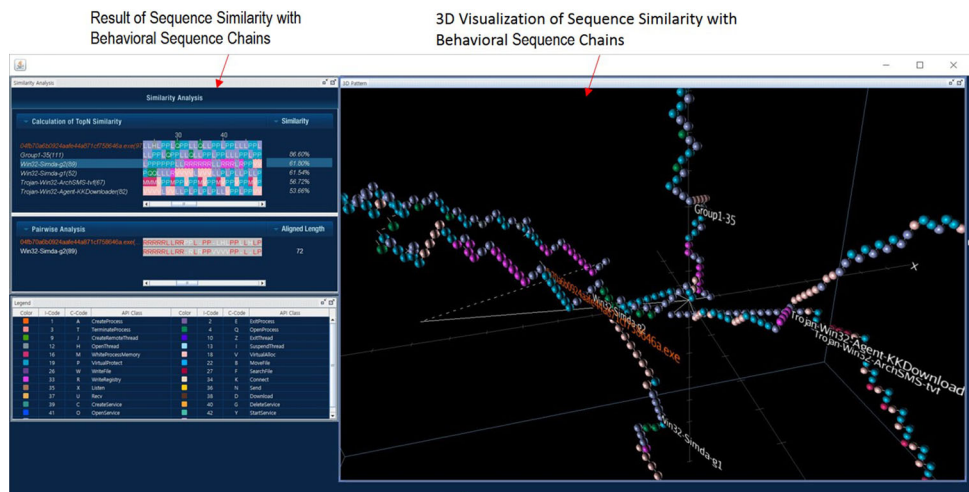 Result of Sequence Similarity with
Behavioral Sequence Chains
3D Visualization of Sequence Similarity with
Behavioral Sequence Chains
Similarity Analysis
Similarity Analysis
Calculation of TopN Similarity
Similarity
30
40
Group1-35(111)
86.60%
Win32-Simda-g2(89)
61.80%
Win32-Simda-g1(52)
61.54%
Trojan-Win32-ArchSMS-tvf(67)
56.72%
Trojan-Win32-Agent-KKDownloader(82)
53.66%
Pairwise Analysis
Aligned Length
Win32-Simda-g2(89)
72
Legend
Color I-Code C-Code API Class Color I-Code C-Code API Class
1 A CreateProcess 2 E ExitProcess
3 T TerminateProcess 4 Q OpenProcess
9 I CreateRemoteThread 10 Z ExitThread
12 H OpenThread 13 I SuspendThread
16 M WhiteProcessMemory 18 V VirtualAlloc
19 P VirtualProtect 22 B MoveFile
26 W WriteFile 27 F SearchFile
33 R WriteRegistry 34 K Connect
35 X Listen 36 N Send
37 U Recv 38 D Download
39 C CreateService 40 G DeleteService
41 O OpenService 42 Y StartService
3D Pattern
Group1-35
Win32-Simda-g2
8646a.exe
Trojan-Win32-Agent-KKDownload
Trojan-Win32-ArchSMS-tvf
Win32-Simda-g1
X